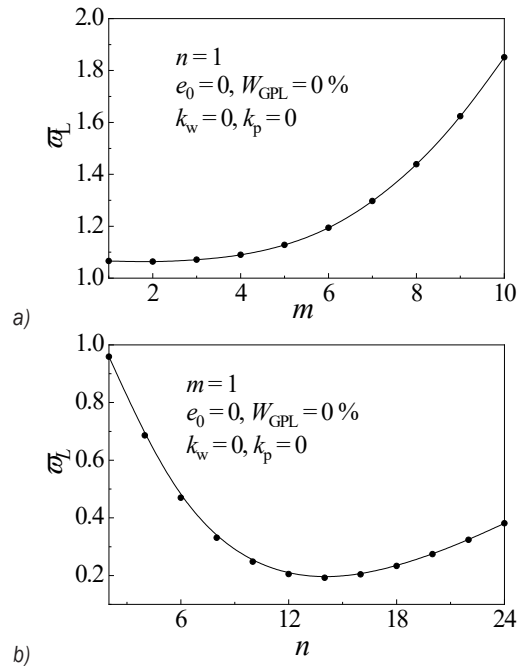 2.0
1.8
1.6
1.4
1.2
1.0
ϖL
n = 1
e0 = 0, WGPL = 0 %
kw = 0, kp = 0
2 4 6 8 10
m
a)
1.0
0.8
0.6
0.4
0.2
ϖL
m = 1
e0 = 0, WGPL = 0 %
kw = 0, kp = 0
6 12 18 24
n
b)